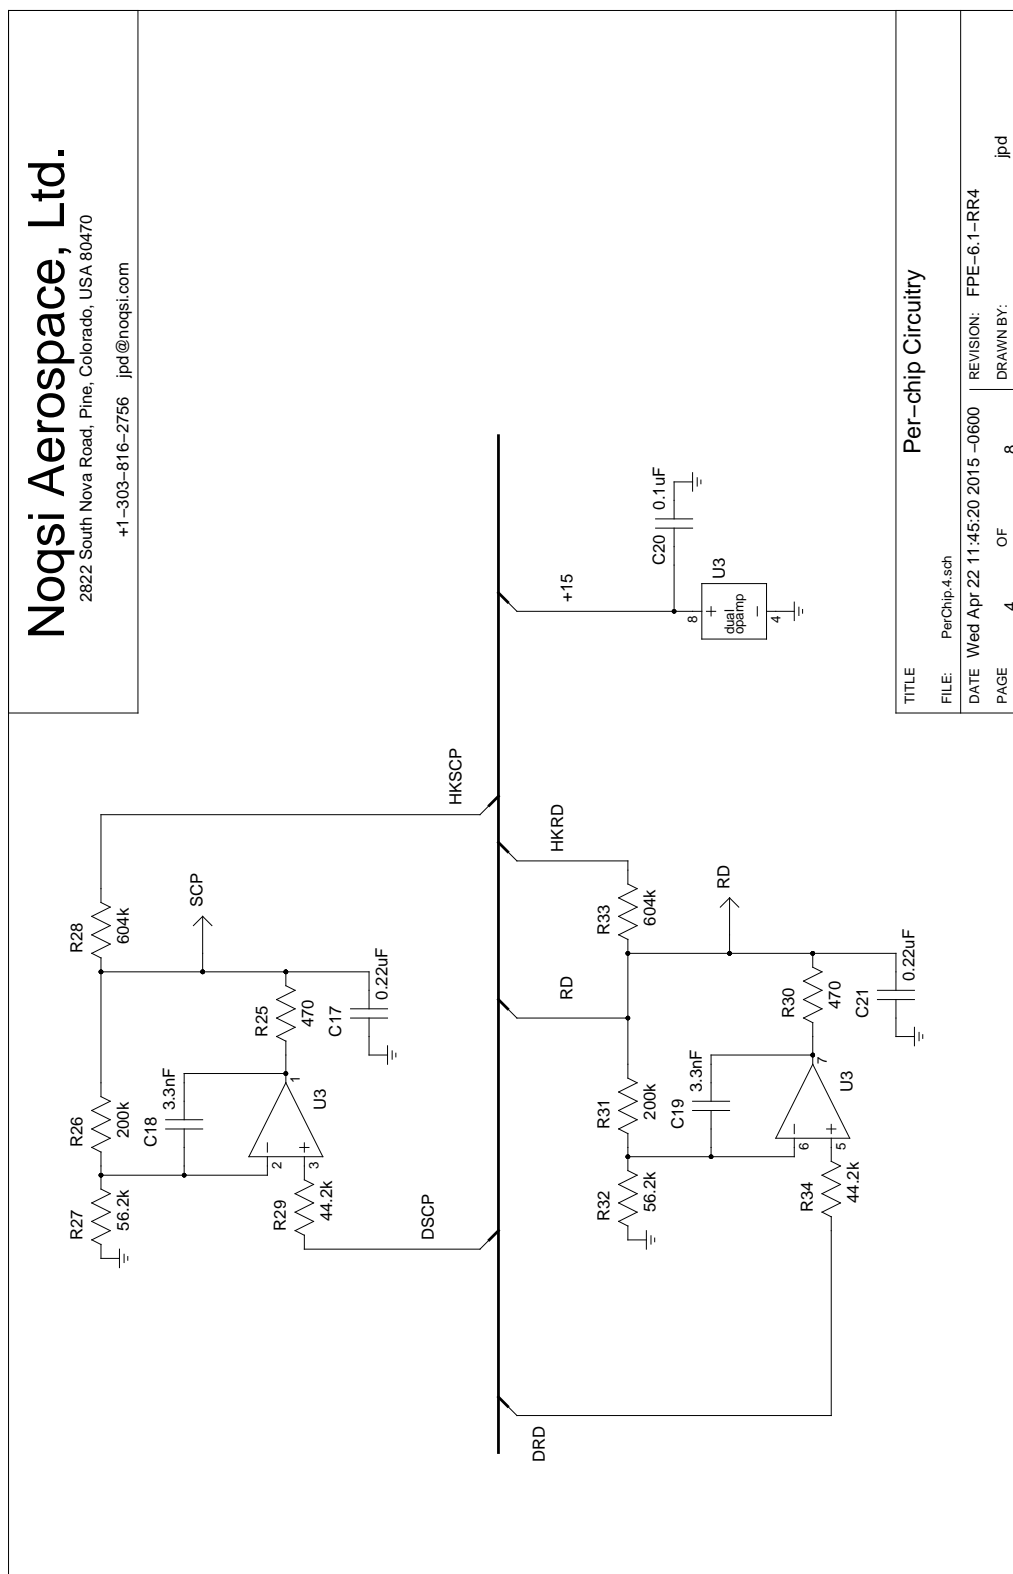 Noqsi Aerospace, Ltd.
2822 South Nova Road, Pine, Colorado, USA 80470
+1−303−816−2756 jpd@noqsi.com
R27
56.2k
R26
200k
R28
604k
C18
3.3nF
SCP
2
3
1
U3
R25
470
R29
44.2k
C17
0.22uF
DSCP
HKSCP
DRD
RD
HKRD
+15
R32
56.2k
R31
200k
R33
604k
C20
0.1uF
C19
3.3nF
RD
8
dual
opamp
4
U3
6
5
7
U3
R30
470
R34
44.2k
C21
0.22uF
TITLE
Per−chip Circuitry
FILE: PerChip.4.sch
DATE Wed Apr 22 11:45:20 2015 −0600
REVISION: FPE−6.1−RR4
PAGE 4 OF 8
DRAWN BY: jpd